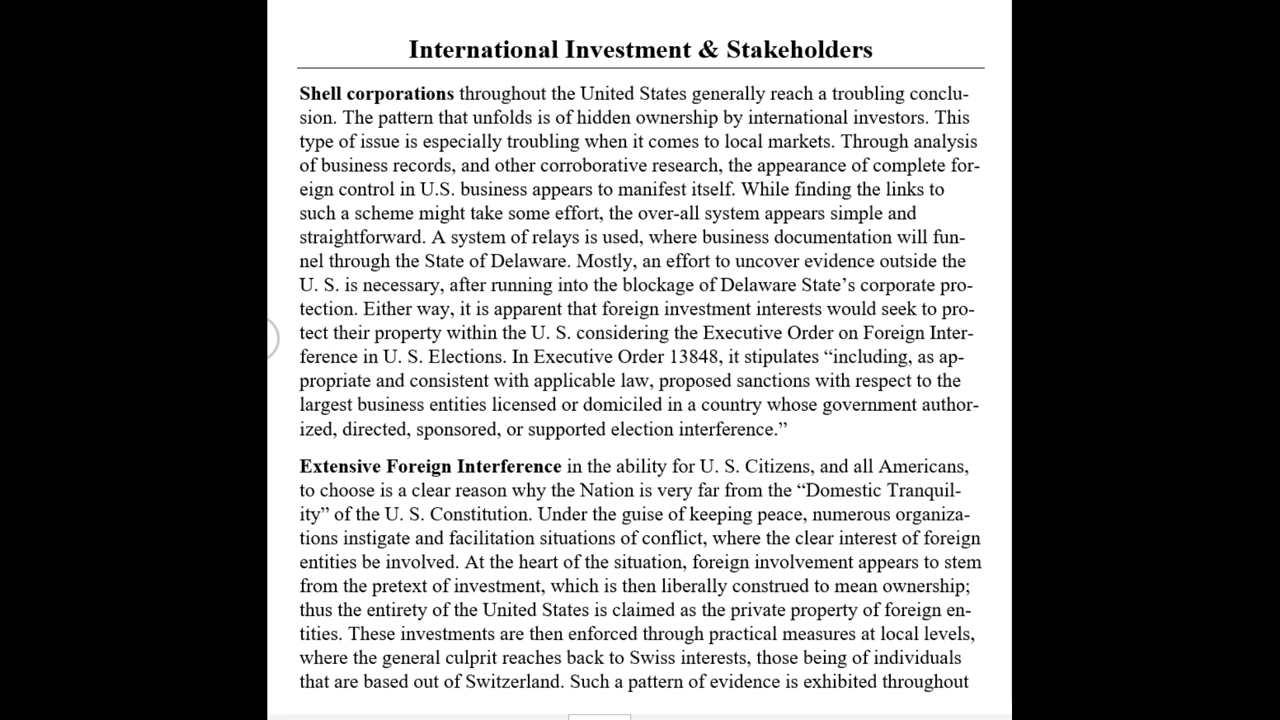 International Investment & Stakeholders
Shell corporations throughout the United States generally reach a troubling conclu-
sion. The pattern that unfolds is of hidden ownership by international investors. This
type of issue is especially troubling when it comes to local markets. Through analysis
of business records, and other corroborative research, the appearance of complete for-
eign control in U.S. business appears to manifest itself. While finding the links to
such a scheme might take some effort, the over-all system appears simple and
straightforward. A system of relays is used, where business documentation will fun-
nel through the State of Delaware. Mostly, an effort to uncover evidence outside the
U. S. is necessary, after running into the blockage of Delaware State’s corporate pro-
tection. Either way, it is apparent that foreign investment interests would seek to pro-
tect their property within the U. S. considering the Executive Order on Foreign Inter-
ference in U. S. Elections. In Executive Order 13848, it stipulates “including, as ap-
propriate and consistent with applicable law, proposed sanctions with respect to the
largest business entities licensed or domiciled in a country whose government author-
ized, directed, sponsored, or supported election interference.”
Extensive Foreign Interference in the ability for U. S. Citizens, and all Americans,
to choose is a clear reason why the Nation is very far from the “Domestic Tranquil-
ity” of the U. S. Constitution. Under the guise of keeping peace, numerous organiza-
tions instigate and facilitation situations of conflict, where the clear interest of foreign
entities be involved. At the heart of the situation, foreign involvement appears to stem
from the pretext of investment, which is then liberally construed to mean ownership;
thus the entirety of the United States is claimed as the private property of foreign en-
tities. These investments are then enforced through practical measures at local levels,
where the general culprit reaches back to Swiss interests, those being of individuals
that are based out of Switzerland. Such a pattern of evidence is exhibited throughout